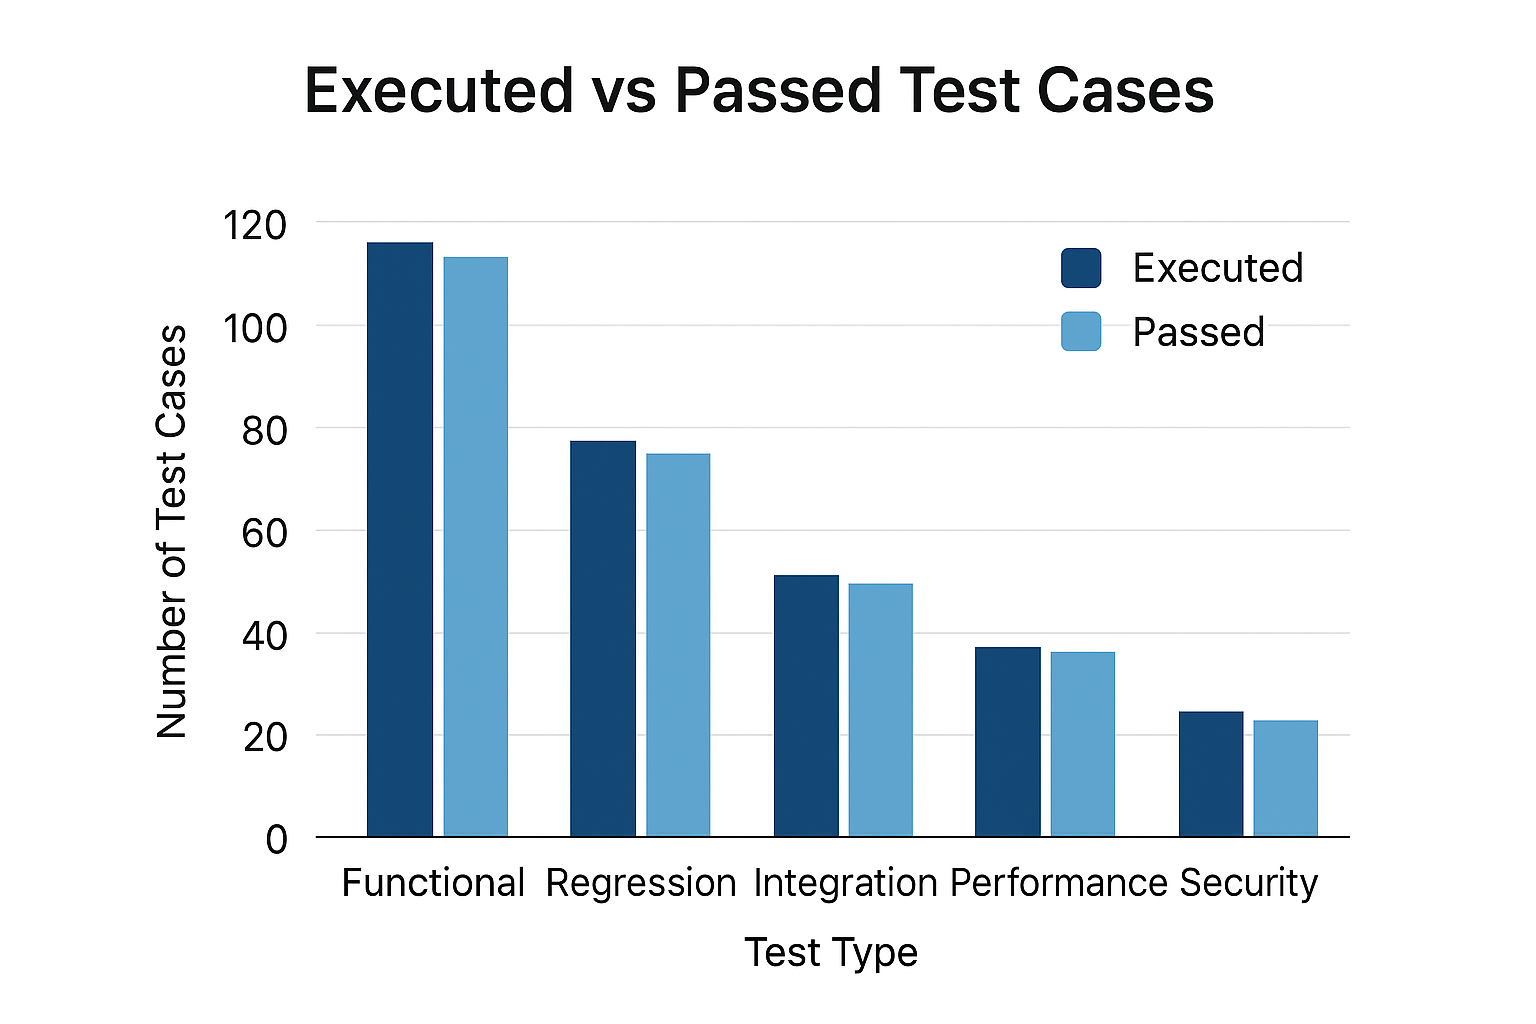 Executed vs Passed Test Cases
Number of Test Cases
120
100
80
60
40
20
0
Executed
Passed
Functional Regression Integration Performance Security
Test Type